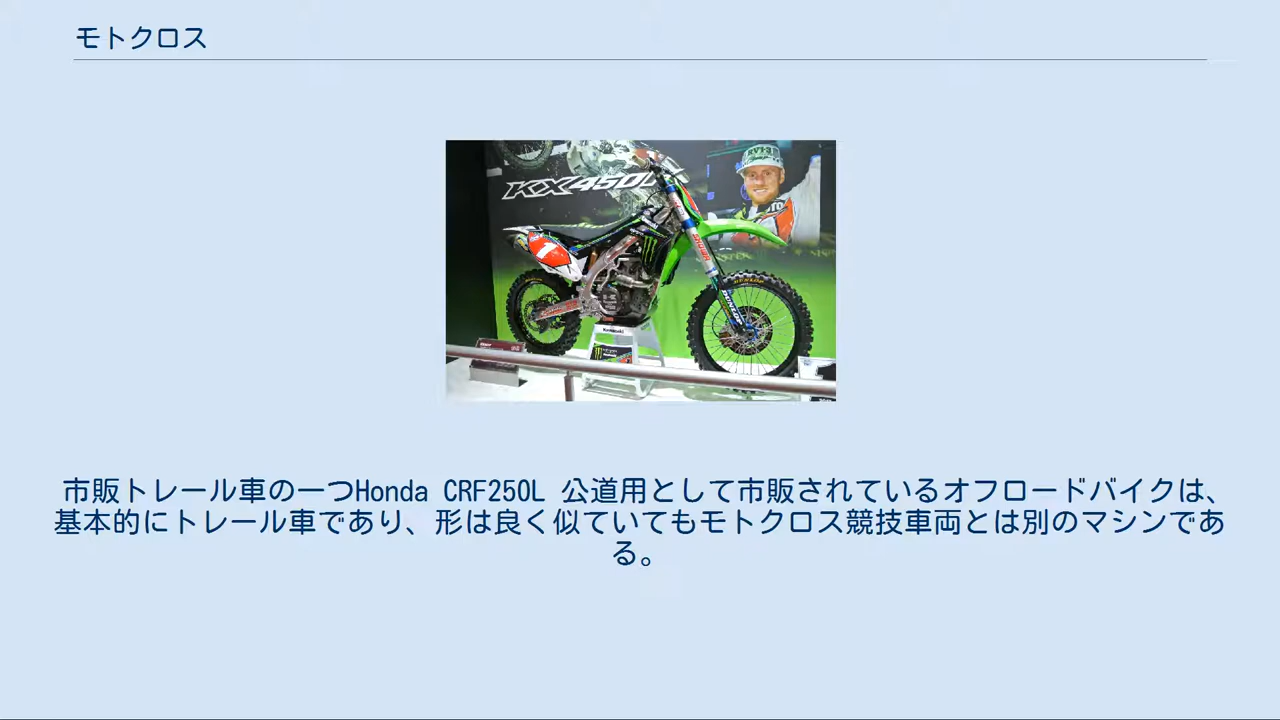 モトクロス
KX450F
DUNLOP
Kawasaki
市販トレール車の一つHonda CRF250L 公道用として市販されているオフロードバイクは、
基本的にトレール車であり、形は良く似ていてもモトクロス競技車両とは別のマシンであ
る。